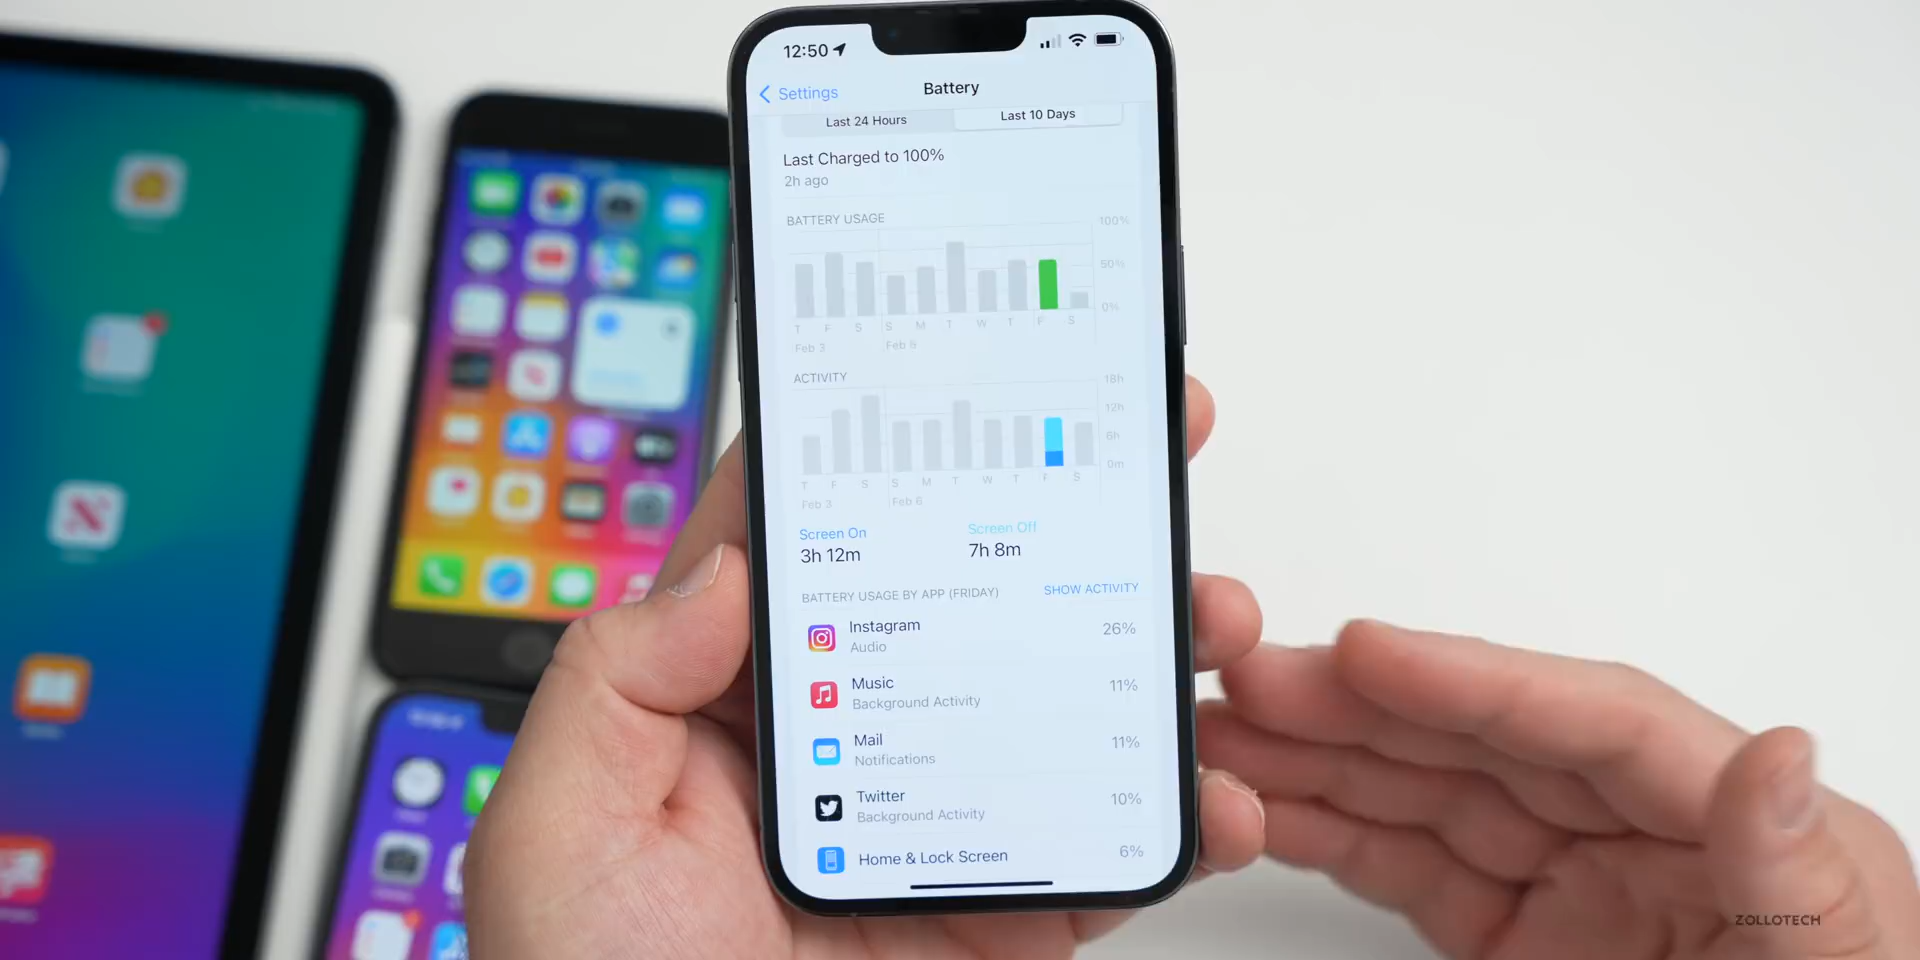 12:50
Settings
Battery
Last 24 Hours
Last 10 Days
Last Charged to 100%
2h ago
BATTERY USAGE
100%
50%
0%
T F S S M T W T F S
Feb 3 Feb 6
ACTIVITY
18h
12h
6h
0m
T F S S M T W T F S
Feb 3 Feb 6
Screen On
3h 12m
Screen Off
7h 8m
BATTERY USAGE BY APP (FRIDAY)
SHOW ACTIVITY
Instagram
Audio
26%
Music
Background Activity
11%
Mail
Notifications
11%
Twitter
Background Activity
10%
Home & Lock Screen
6%
ZOLLOTECH